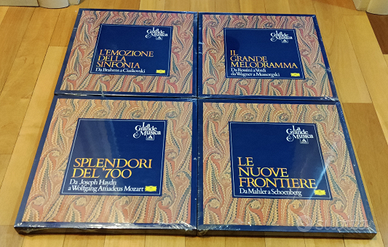 La Grande Musica
L'EMOZIONE
DELLA
SINFONIA
Da Brahms a Ciaikovski
La Grande Musica
IL
GRANDE
MELODRAMMA
Da Rossini a Verdi
da Wagner a Mussorgski
La Grande Musica
SPLENDORI
DEL '700
Da Joseph Haydn
a Wolfgang Amadeus Mozart
La Grande Musica
LE
NUOVE
FRONTIERE
Da Mahler a Schoenberg